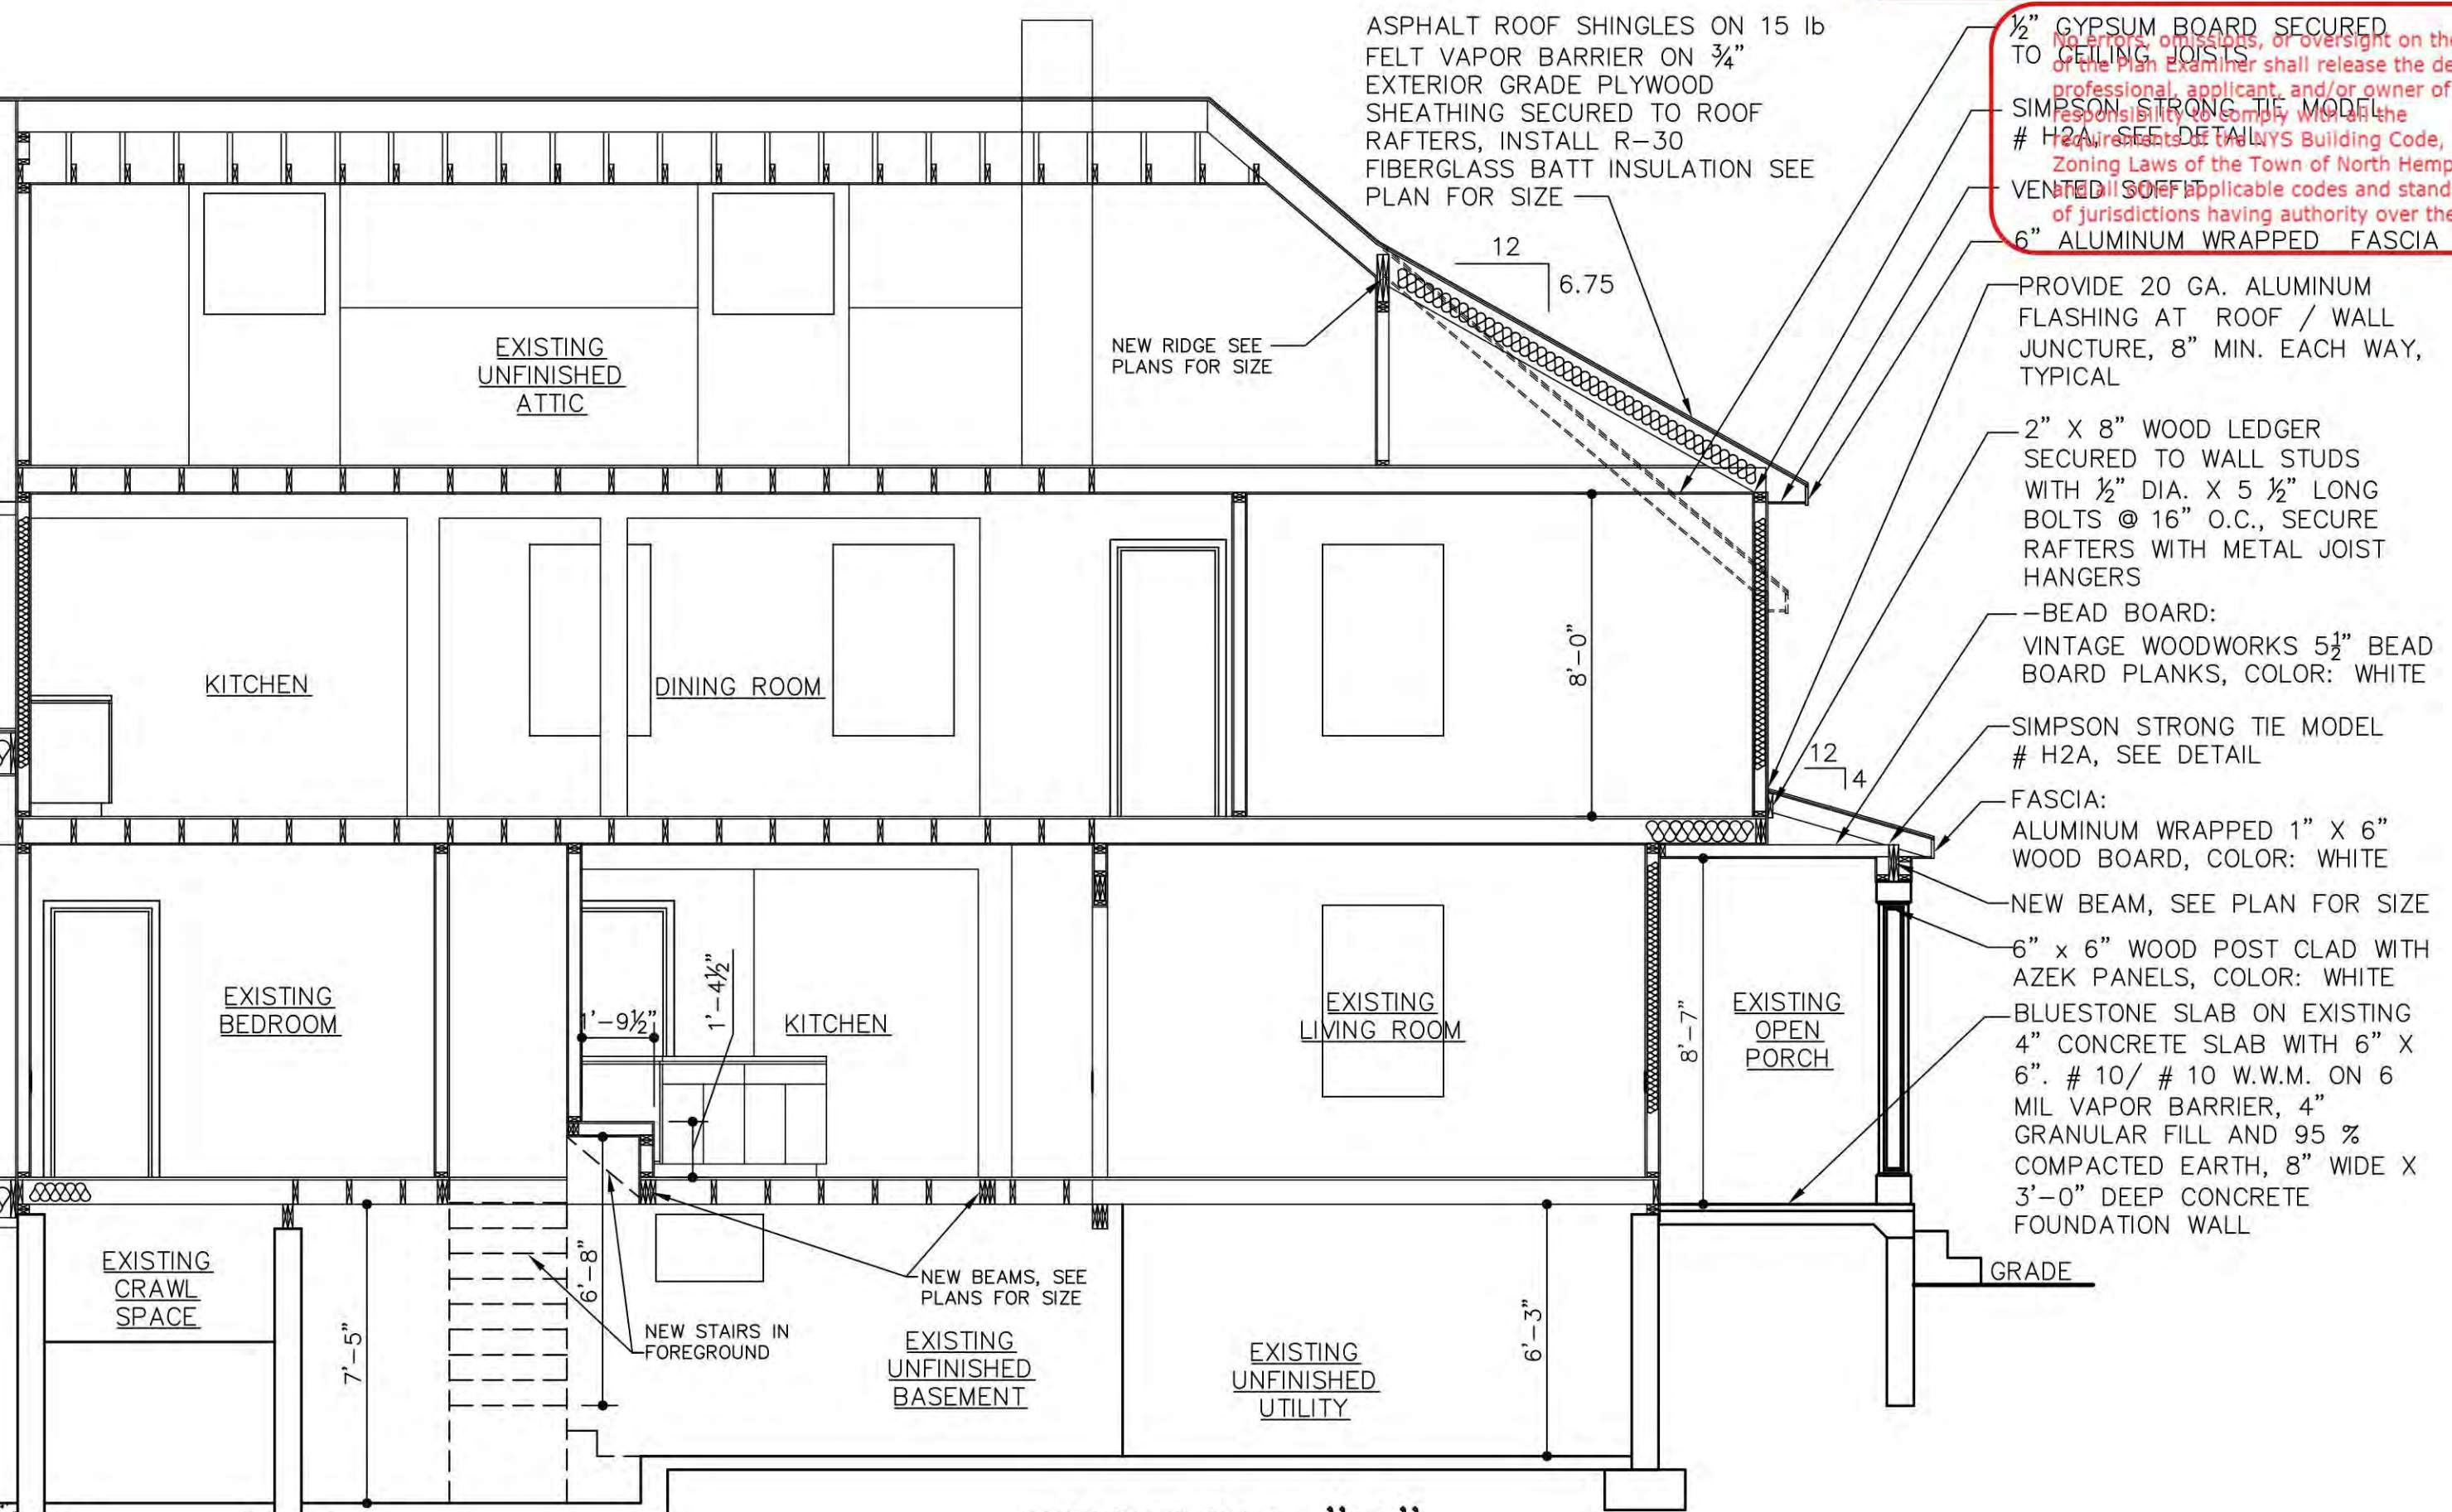 ASPHALT ROOF SHINGLES ON 15 lb
FELT VAPOR BARRIER ON ¾"
EXTERIOR GRADE PLYWOOD
SHEATHING SECURED TO ROOF
RAFTERS, INSTALL R-30
FIBERGLASS BATT INSULATION SEE
PLAN FOR SIZE
½" GYPSUM BOARD SECURED
TO CEILING JOISTS
SIMPSON STRONG TIE MODEL
# H2A, SEE DETAIL
VENTED SOFFIT
6" ALUMINUM WRAPPED FASCIA
No errors, omissions, or oversight on the
of the Plan Examiner shall release the
professional, applicant, and/or owner of
responsibility to comply with all the
requirements of the NYS Building Code,
Zoning Laws of the Town of North
and all other applicable codes and
of jurisdictions having authority over the
12
6.75
PROVIDE 20 GA. ALUMINUM
FLASHING AT ROOF / WALL
JUNCTURE, 8" MIN. EACH WAY,
TYPICAL
NEW RIDGE SEE
PLANS FOR SIZE
EXISTING
UNFINISHED
ATTIC
2" X 8" WOOD LEDGER
SECURED TO WALL STUDS
WITH ½" DIA. X 5 ½" LONG
BOLTS @ 16" O.C., SECURE
RAFTERS WITH METAL JOIST
HANGERS
-BEAD BOARD:
VINTAGE WOODWORKS 5½" BEAD
BOARD PLANKS, COLOR: WHITE
KITCHEN
DINING ROOM
8'-0"
SIMPSON STRONG TIE MODEL
# H2A, SEE DETAIL
12
4
FASCIA:
ALUMINUM WRAPPED 1" X 6"
WOOD BOARD, COLOR: WHITE
NEW BEAM, SEE PLAN FOR SIZE
6" x 6" WOOD POST CLAD WITH
AZEK PANELS, COLOR: WHITE
EXISTING
BEDROOM
1'-9½"
1'-4½"
KITCHEN
EXISTING
LIVING ROOM
8'-7"
EXISTING
OPEN
PORCH
BLUESTONE SLAB ON EXISTING
4" CONCRETE SLAB WITH 6" X
6". # 10/ # 10 W.W.M. ON 6
MIL VAPOR BARRIER, 4"
GRANULAR FILL AND 95 %
COMPACTED EARTH, 8" WIDE X
3'-0" DEEP CONCRETE
FOUNDATION WALL
GRADE
EXISTING
CRAWL
SPACE
7'-5"
6'-8"
NEW STAIRS IN
FOREGROUND
NEW BEAMS, SEE
PLANS FOR SIZE
EXISTING
UNFINISHED
BASEMENT
EXISTING
UNFINISHED
UTILITY
6'-3"